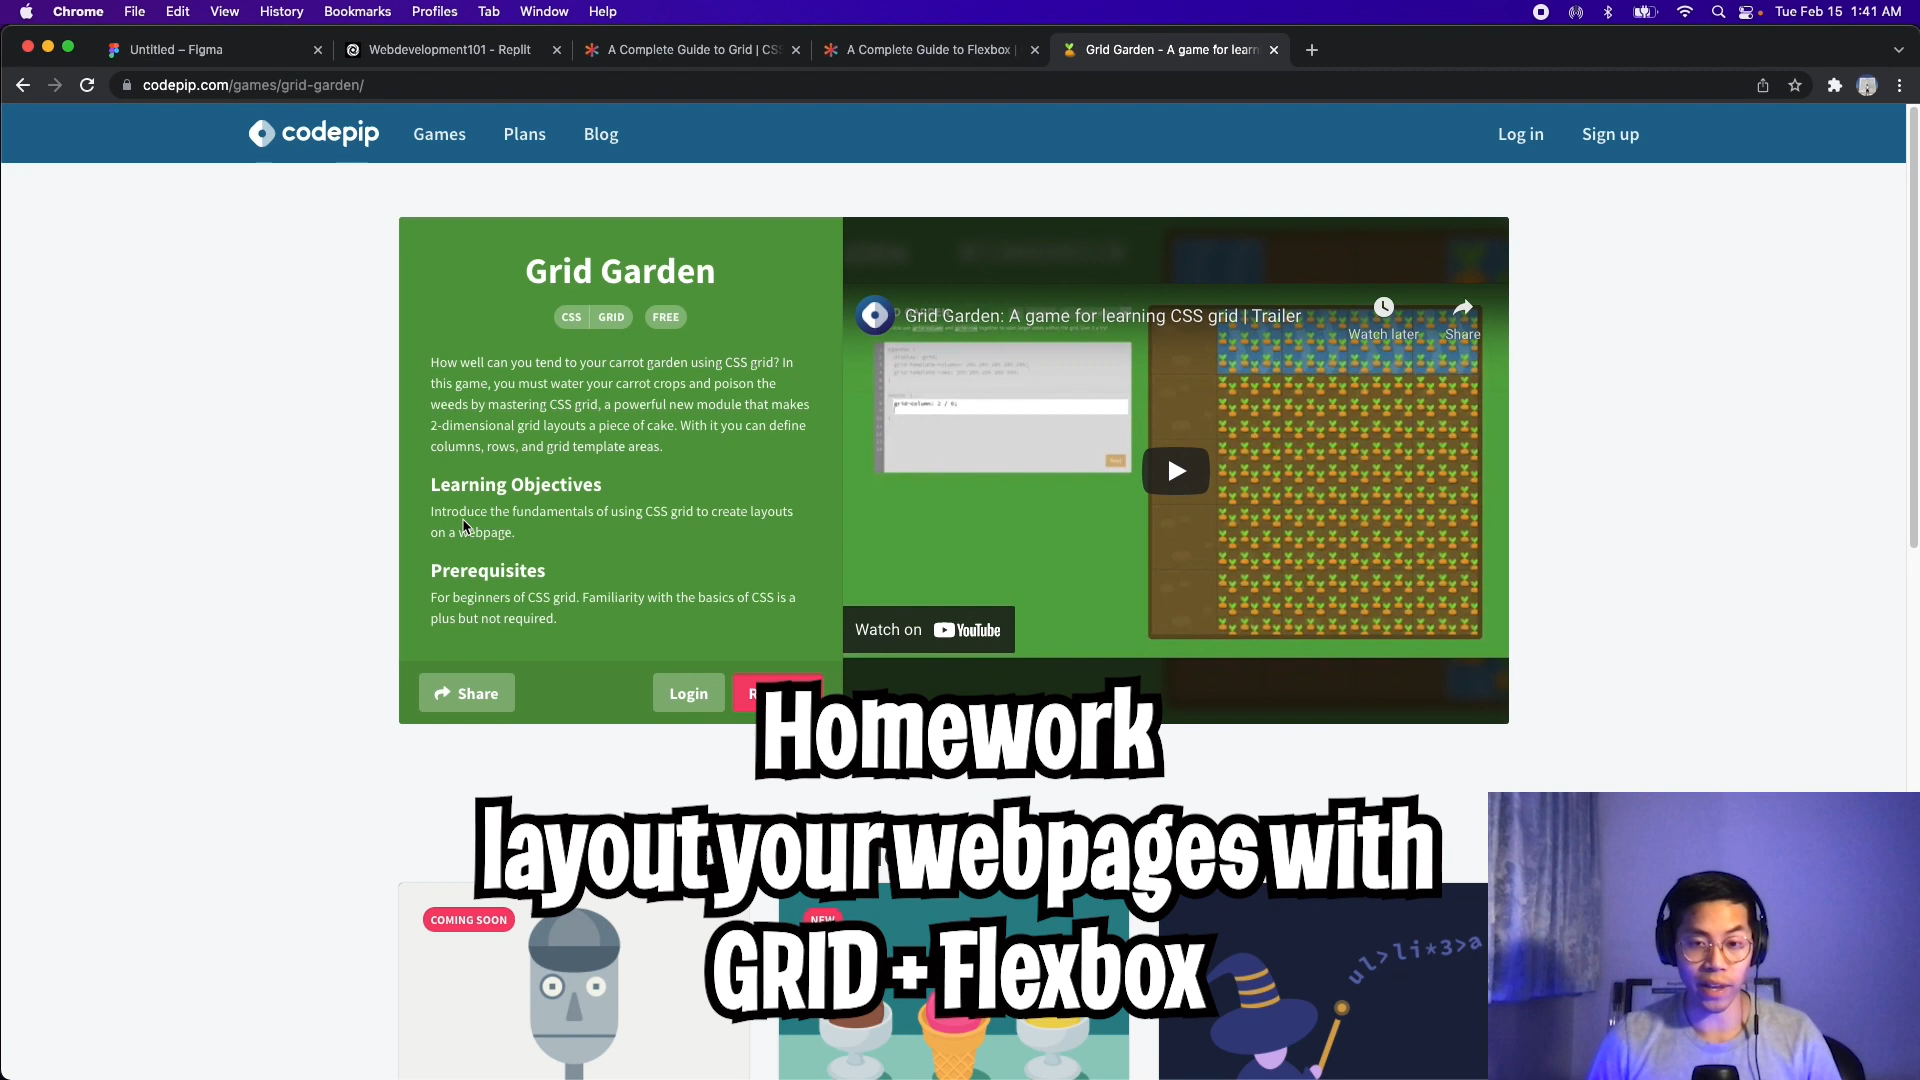 Chrome File Edit View History Bookmarks Profiles Tab Window Help
Tue Feb 15 1:41 AM
Untitled – Figma
Webdevelopment101 - Replit
A Complete Guide to Grid | CSS
A Complete Guide to Flexbox |
Grid Garden - A game for learn
codepip.com/games/grid-garden/
codepip
Games
Plans
Blog
Log in
Sign up
Grid Garden
CSS GRID FREE
How well can you tend to your carrot garden using CSS grid? In
this game, you must water your carrot crops and poison the
weeds by mastering CSS grid, a powerful new module that makes
2-dimensional grid layouts a piece of cake. With it you can define
columns, rows, and grid template areas.
Learning Objectives
Introduce the fundamentals of using CSS grid to create layouts
on a webpage.
Prerequisites
For beginners of CSS grid. Familiarity with the basics of CSS is a
plus but not required.
Share
Login
Grid Garden: A game for learning CSS grid | Trailer
Watch later
Share
grid-column: 2 / 6;
Watch on YouTube
Homework
layout your webpages with
GRID + Flexbox
COMING SOON
NEW
ul>li*3>a